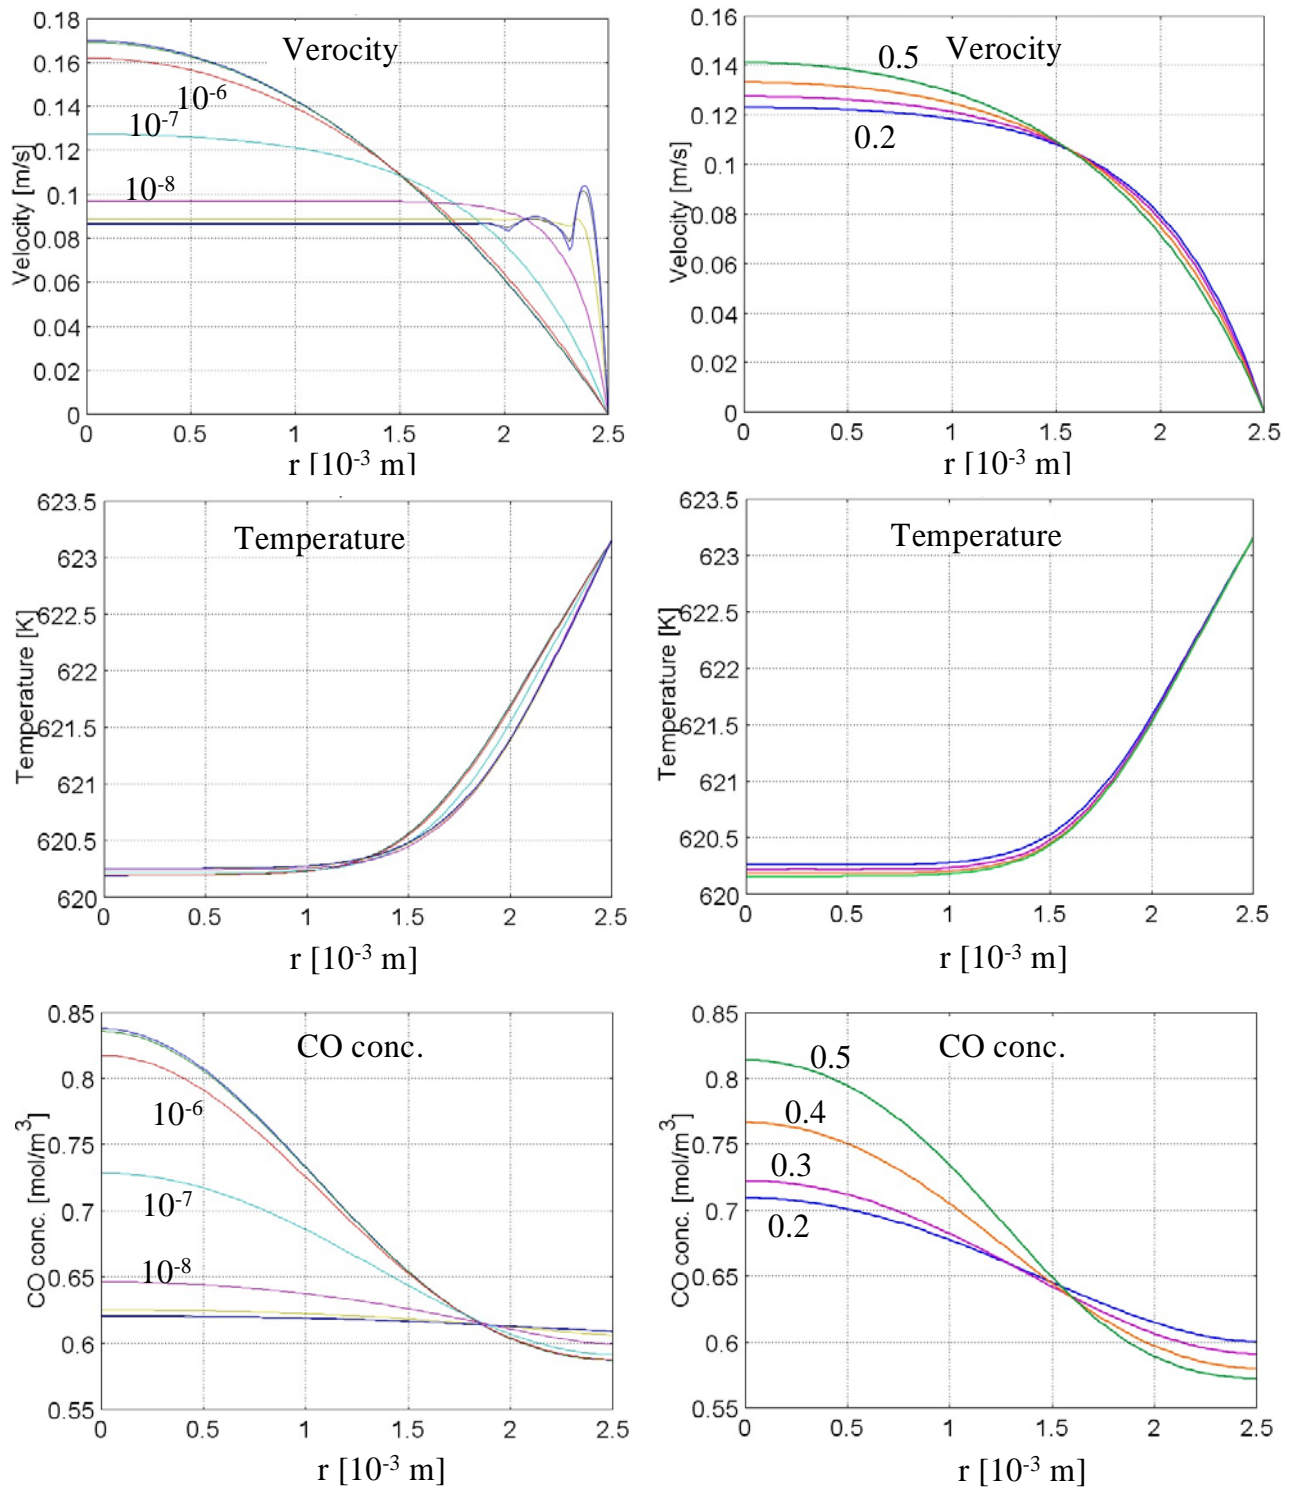 Verocity
0.18
0.16
0.14
0.12
0.1
0.08
0.06
0.04
0.02
0
Velocity [m/s]
10-6
10-7
10-8
0 0.5 1 1.5 2 2.5
r [10-3 m]
Verocity
0.16
0.14
0.12
0.1
0.08
0.06
0.04
0.02
0
Velocity [m/s]
0.5
0.2
0 0.5 1 1.5 2 2.5
r [10-3 m]
Temperature
623.5
623
622.5
622
621.5
621
620.5
620
Temperature [K]
0 0.5 1 1.5 2 2.5
r [10-3 m]
Temperature
623.5
623
622.5
622
621.5
621
620.5
620
Temperature [K]
0 0.5 1 1.5 2 2.5
r [10-3 m]
CO conc.
0.85
0.8
0.75
0.7
0.65
0.6
0.55
CO conc. [mol/m3]
10-6
10-7
10-8
0 0.5 1 1.5 2 2.5
r [10-3 m]
CO conc.
0.85
0.8
0.75
0.7
0.65
0.6
0.55
CO conc. [mol/m3]
0.5
0.4
0.3
0.2
0 0.5 1 1.5 2 2.5
r [10-3 m]